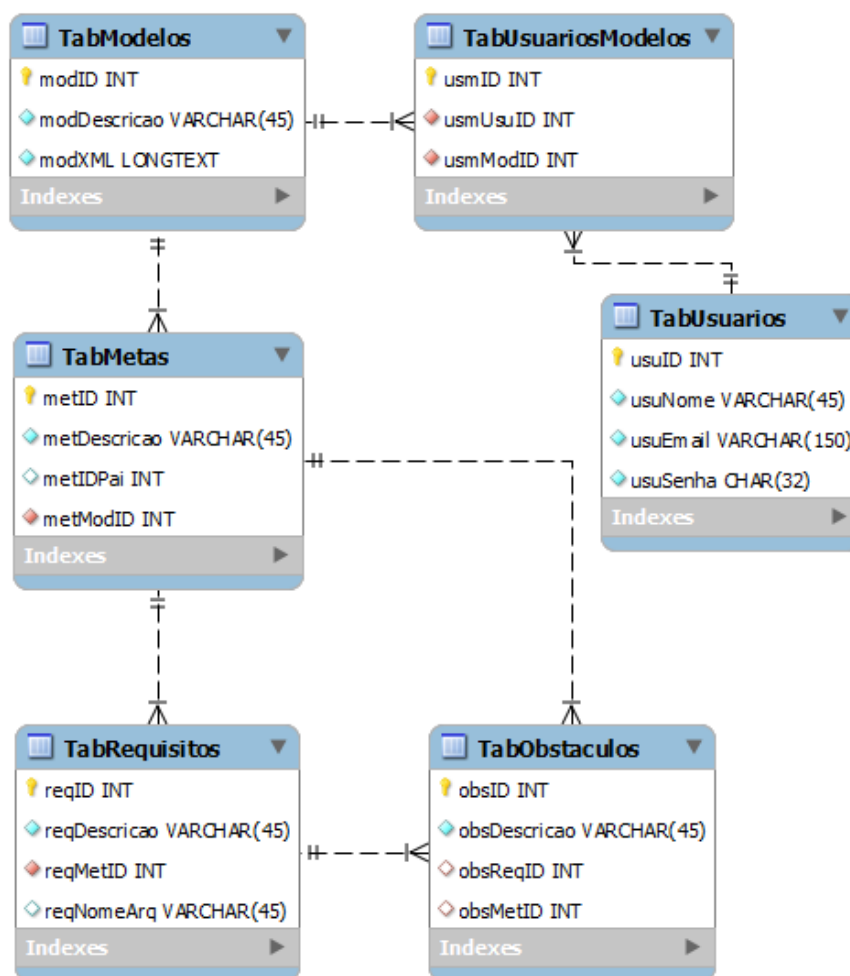 TabModelos
modID INT
modDescricao VARCHAR(45)
modXML LONGTEXT
Indexes
TabUsuariosModelos
usmID INT
usmUsuID INT
usmModID INT
Indexes
TabMetas
metID INT
metDescricao VARCHAR(45)
metIDPai INT
metModID INT
Indexes
TabUsuarios
usuID INT
usuNome VARCHAR(45)
usuEmail VARCHAR(150)
usuSenha CHAR(32)
Indexes
TabRequisitos
reqID INT
reqDescricao VARCHAR(45)
reqMetID INT
reqNomeArq VARCHAR(45)
Indexes
TabObstaculos
obsID INT
obsDescricao VARCHAR(45)
obsReqID INT
obsMetID INT
Indexes